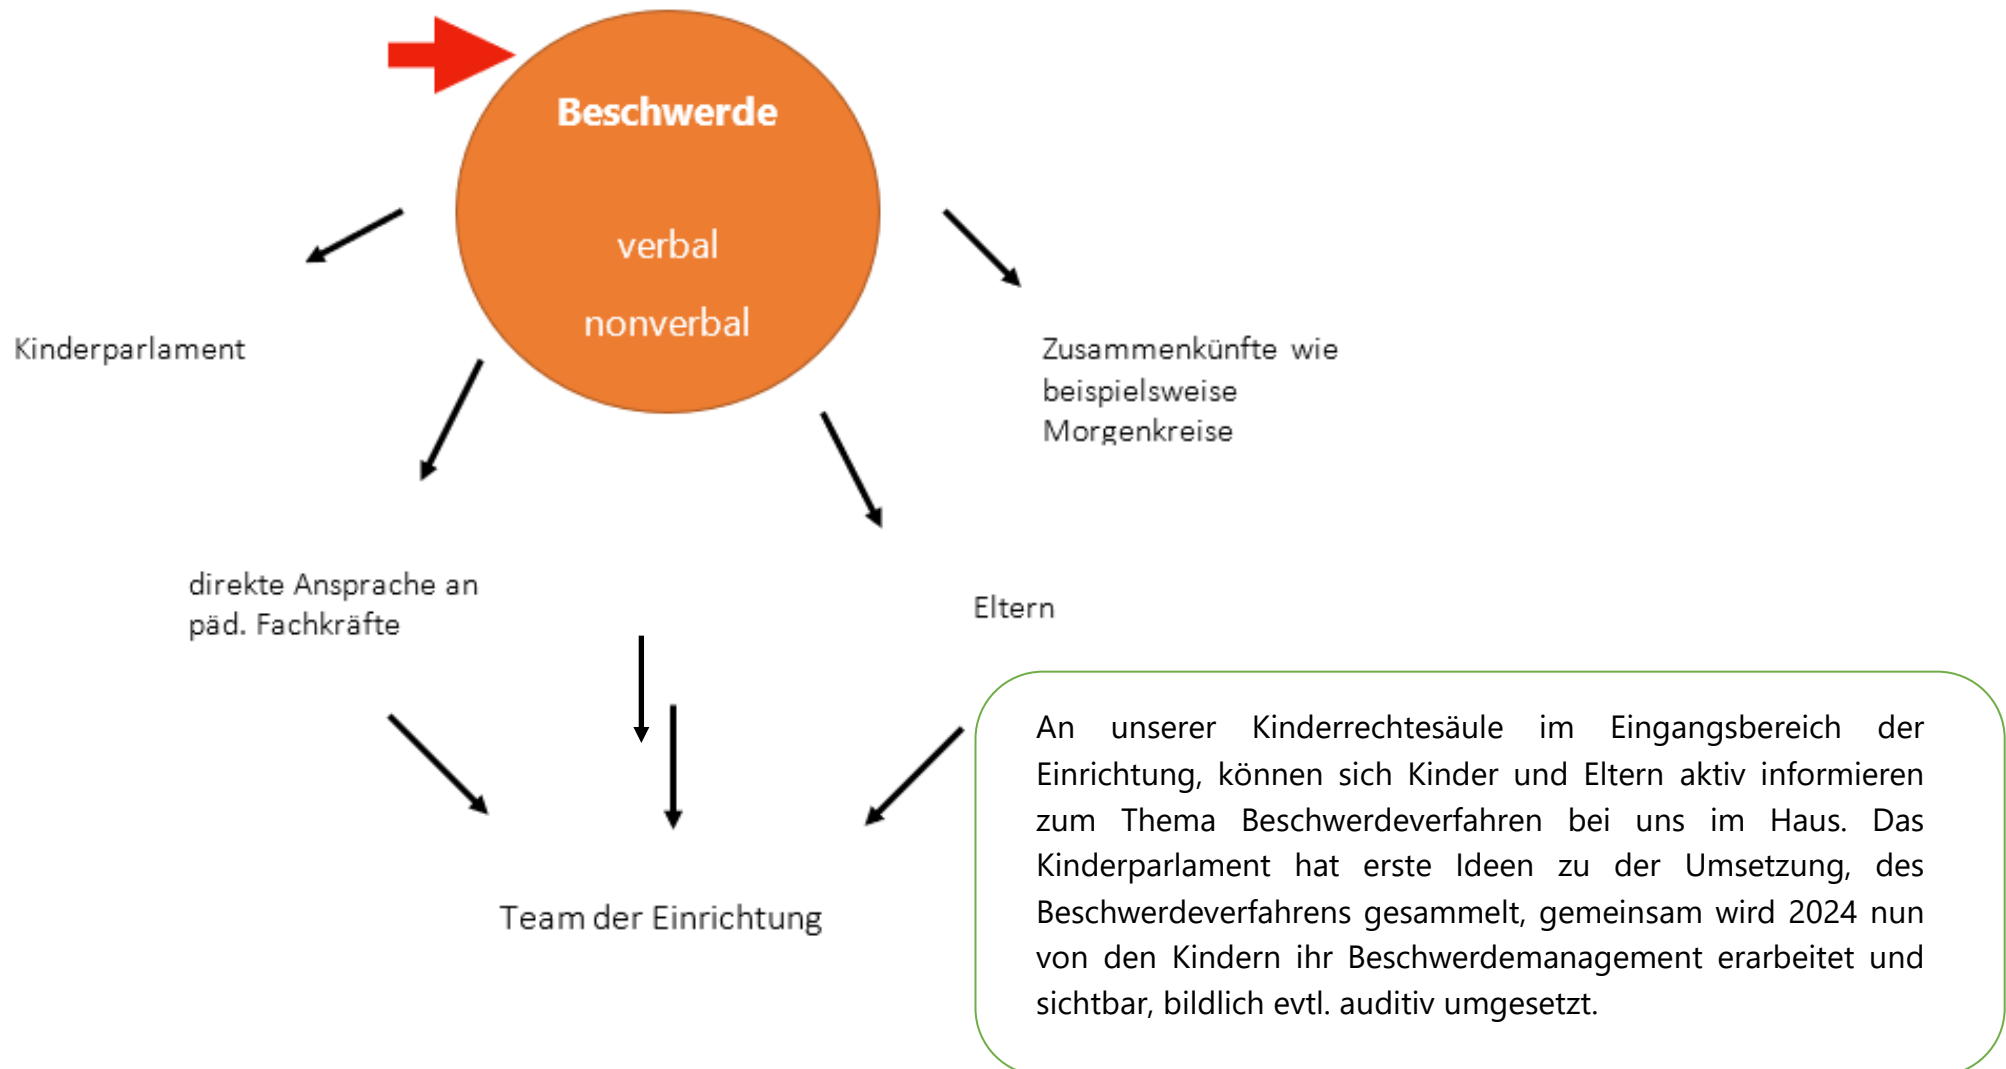 Beschwerde
verbal
nonverbal
Kinderparlament
Zusammenkünfte wie
beispielsweise
Morgenkreise
direkte Ansprache an
päd. Fachkräfte
Eltern
Team der Einrichtung
An unserer Kinderrechtesäule im Eingangsbereich der
Einrichtung, können sich Kinder und Eltern aktiv informieren
zum Thema Beschwerdeverfahren bei uns im Haus. Das
Kinderparlament hat erste Ideen zu der Umsetzung, des
Beschwerdeverfahrens gesammelt, gemeinsam wird 2024 nun
von den Kindern ihr Beschwerdemanagement erarbeitet und
sichtbar, bildlich evtl. auditiv umgesetzt.